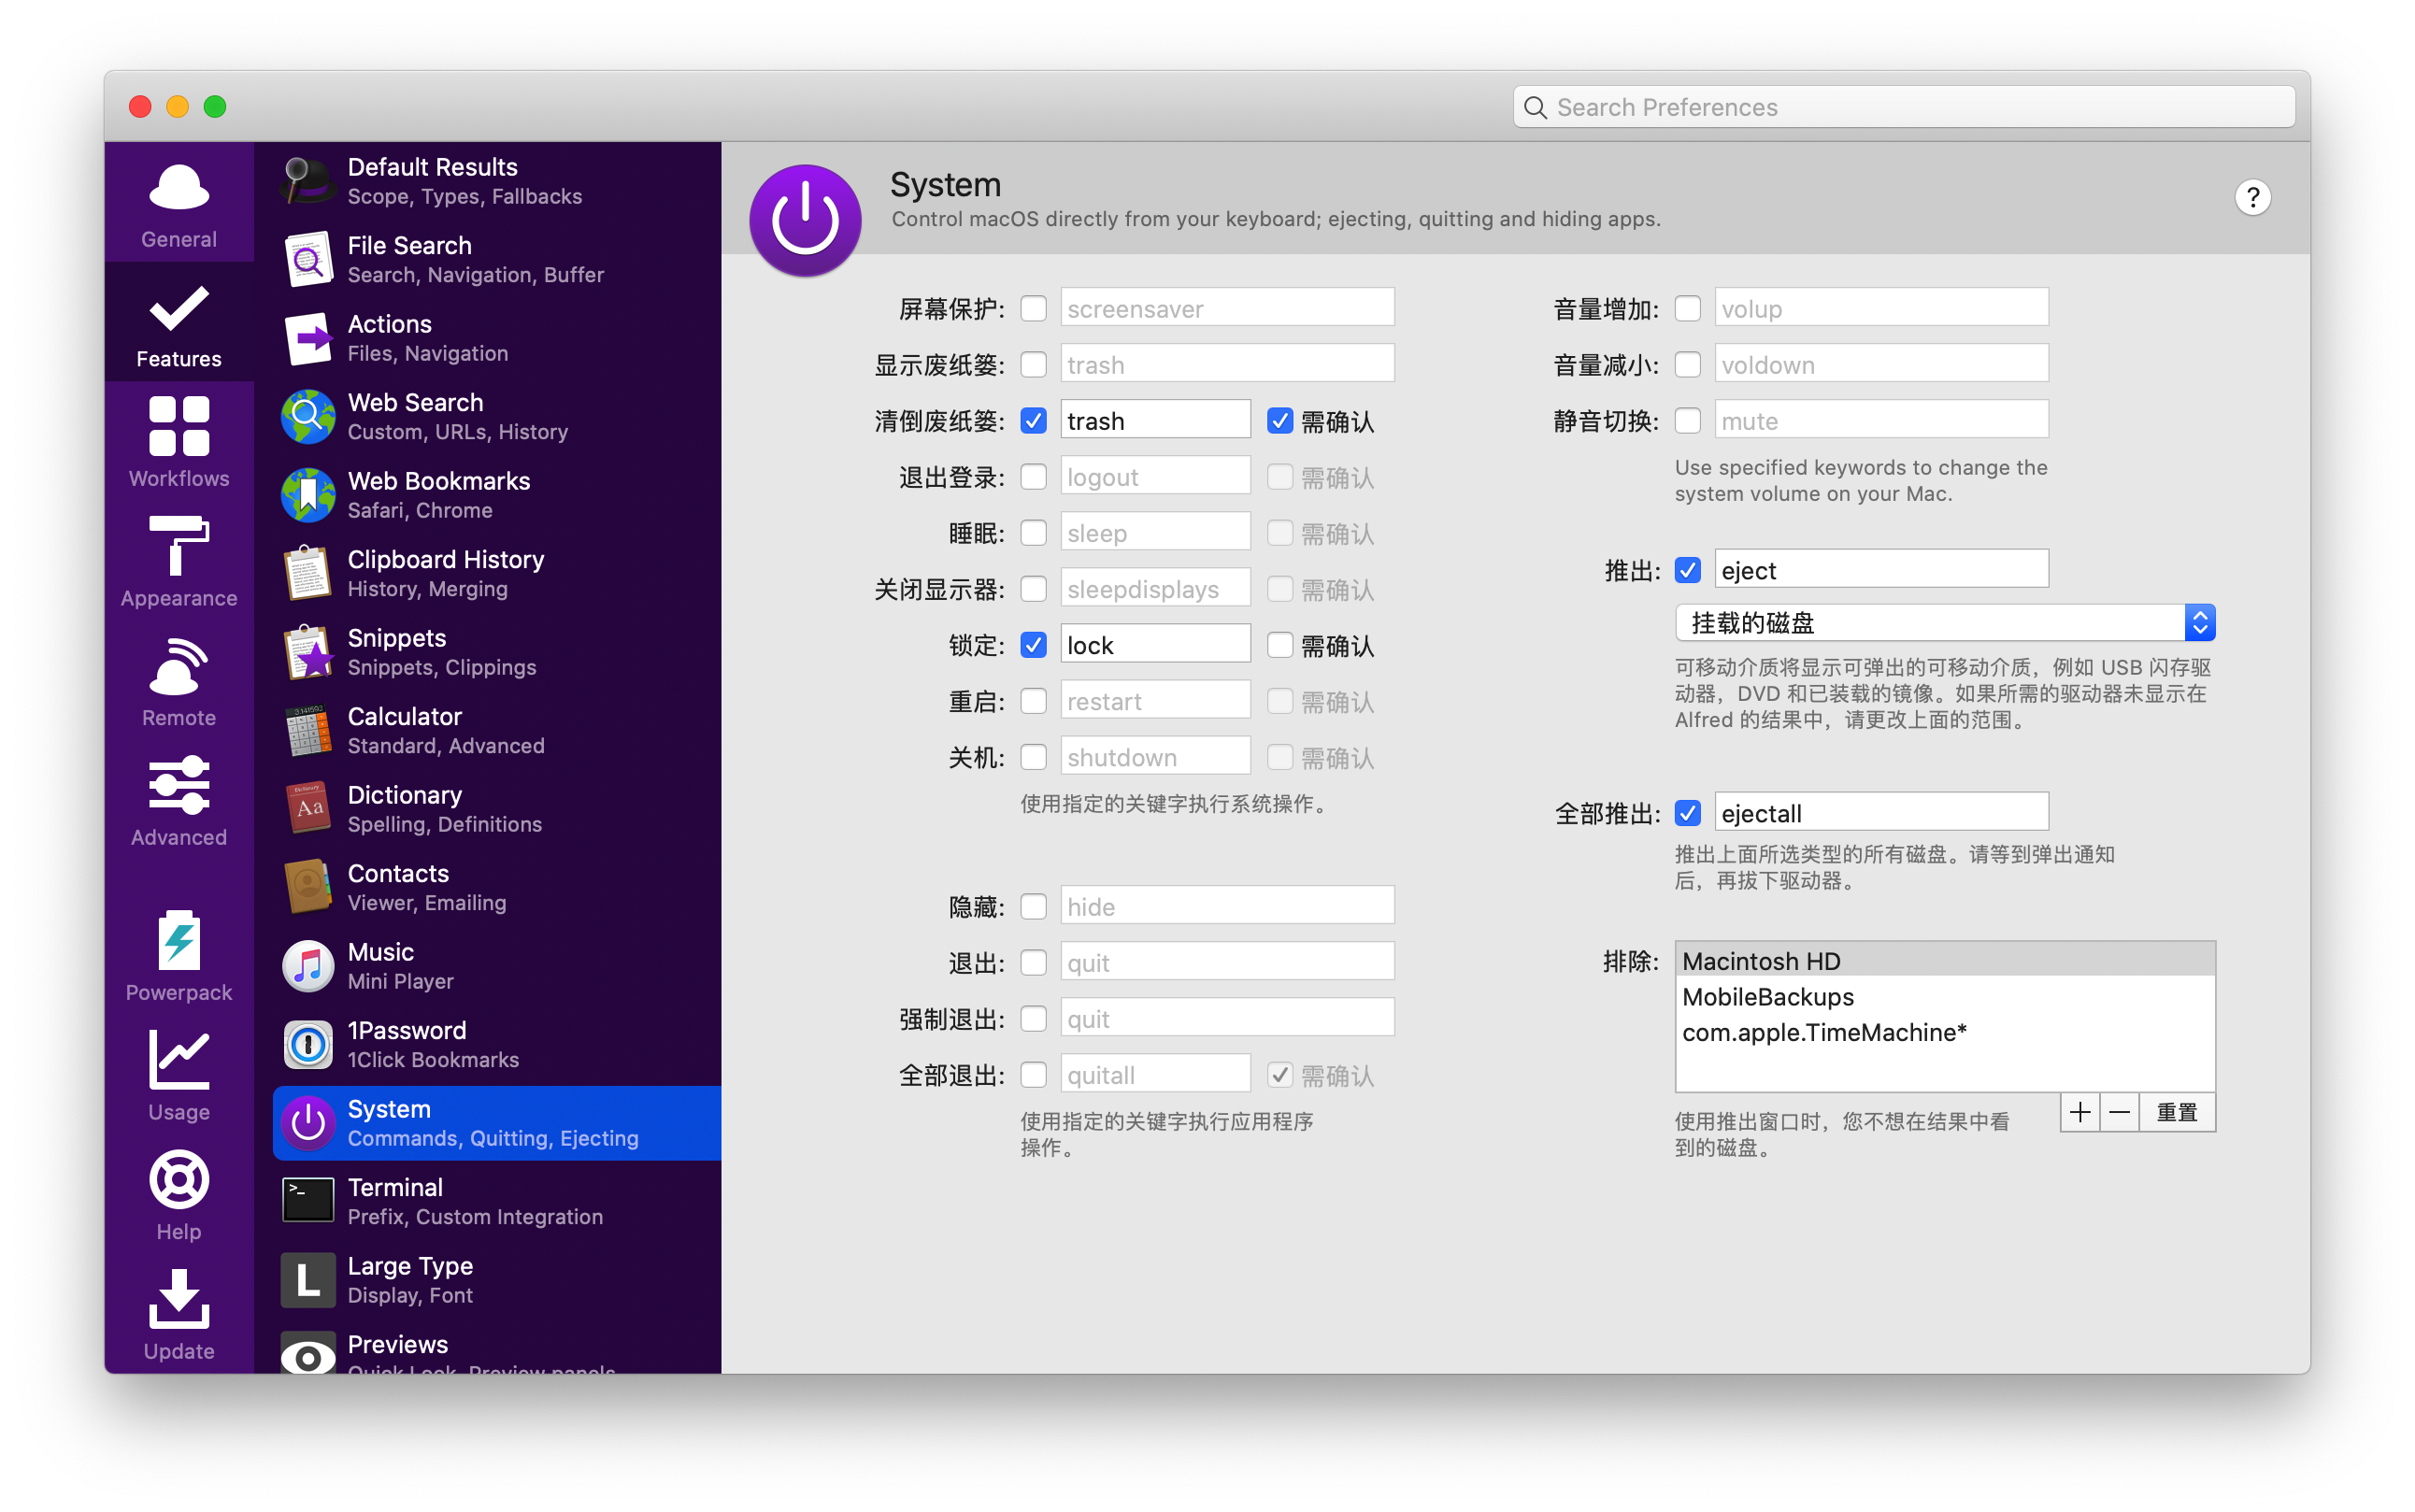 Search Preferences
General
Features
Workflows
Appearance
Remote
Advanced
Powerpack
Usage
Help
Update
Default Results
Scope, Types, Fallbacks
File Search
Search, Navigation, Buffer
Actions
Files, Navigation
Web Search
Custom, URLs, History
Web Bookmarks
Safari, Chrome
Clipboard History
History, Merging
Snippets
Snippets, Clippings
Calculator
Standard, Advanced
Dictionary
Spelling, Definitions
Contacts
Viewer, Emailing
Music
Mini Player
1Password
1Click Bookmarks
System
Commands, Quitting, Ejecting
Terminal
Prefix, Custom Integration
Large Type
Display, Font
Previews
Quick Look, Preview panels
System
Control macOS directly from your keyboard; ejecting, quitting and hiding apps.
?
屏幕保护: screensaver
显示废纸篓: trash
清倒废纸篓: trash 需确认
退出登录: logout 需确认
睡眠: sleep 需确认
关闭显示器: sleepdisplays 需确认
锁定: lock 需确认
重启: restart 需确认
关机: shutdown 需确认
使用指定的关键字执行系统操作。
隐藏: hide
退出: quit
强制退出: quit
全部退出: quitall 需确认
使用指定的关键字执行应用程序
操作。
音量增加: volup
音量减小: voldown
静音切换: mute
Use specified keywords to change the
system volume on your Mac.
推出: eject
挂载的磁盘
可移动介质将显示可弹出的可移动介质，例如 USB 闪存驱
动器，DVD 和已装载的镜像。如果所需的驱动器未显示在
Alfred 的结果中，请更改上面的范围。
全部推出: ejectall
推出上面所选类型的所有磁盘。请等到弹出通知
后，再拔下驱动器。
排除: Macintosh HD
MobileBackups
com.apple.TimeMachine*
重置
使用推出窗口时，您不想在结果中看
到的磁盘。